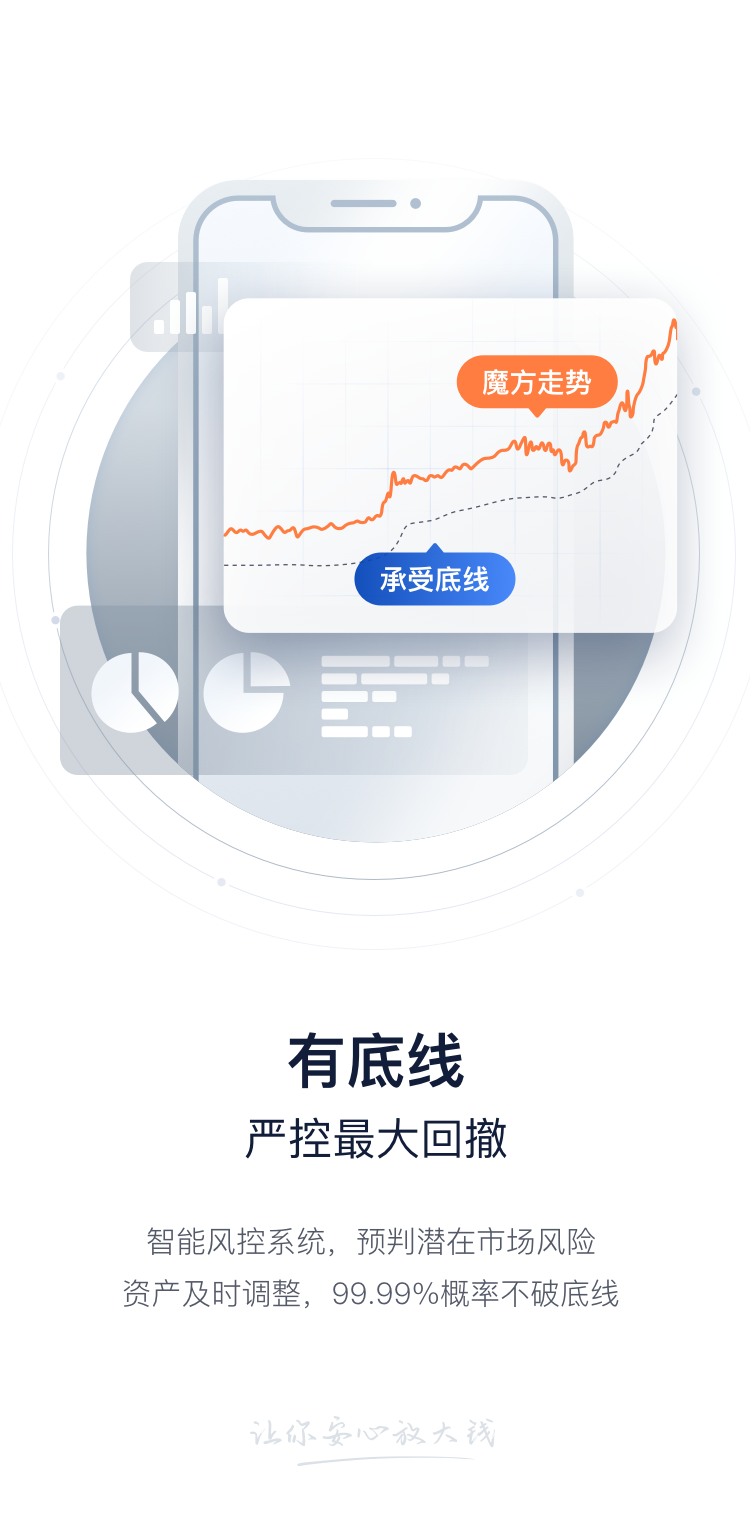 魔方走势
承受底线
有底线
严控最大回撤
智能风控系统，预判潜在市场风险
资产及时调整，99.99%概率不破底线
让你安心放大钱